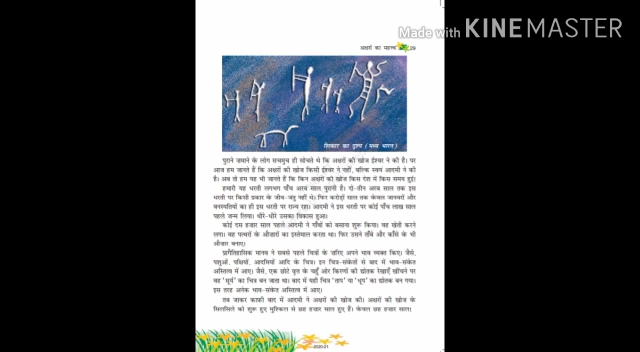 Made with KINEMASTER
अक्षरों का महत्त्व 29
शिकार का दृश्य (मध्य भारत)
पुराने जमाने के लोग सचमुच ही सोचते थे कि अक्षरों की खोज ईश्वर ने की है। पर
आज हम जानते हैं कि अक्षरों की खोज किसी ईश्वर ने नहीं, बल्कि स्वयं आदमी ने की
है। अब तो हम यह भी जानते हैं कि किन अक्षरों की खोज किस देश में किस समय हुई!
हमारी यह धरती लगभग पाँच अरब साल पुरानी है। दो-तीन अरब साल तक इस
धरती पर किसी प्रकार के जीव-जंतु नहीं थे। फिर करोड़ों साल तक केवल जानवरों और
वनस्पतियों का ही इस धरती पर राज्य रहा। आदमी ने इस धरती पर कोई पाँच लाख साल
पहले जन्म लिया। धीरे-धीरे उसका विकास हुआ।
कोई दस हजार साल पहले आदमी ने गाँवों को बसाना शुरू किया। वह खेती करने
लगा। वह पत्थरों के औजारों का इस्तेमाल करता था। फिर उसने ताँबे और काँसे के भी
औजार बनाए।
प्रागैतिहासिक मानव ने सबसे पहले चित्रों के जरिए अपने भाव व्यक्त किए। जैसे,
पशुओं, पक्षियों, आदमियों आदि के चित्र। इन चित्र-संकेतों से बाद में भाव-संकेत
अस्तित्व में आए। जैसे, एक छोटे वृत्त के चहुँ ओर किरणों की द्योतक रेखाएँ खींचने पर
वह 'सूर्य' का चित्र बन जाता था। बाद में यही चित्र 'ताप' या 'धूप' का द्योतक बन गया।
इस तरह अनेक भाव-संकेत अस्तित्व में आए।
तब जाकर काफ़ी बाद में आदमी ने अक्षरों की खोज की। अक्षरों की खोज के
सिलसिले को शुरू हुए मुश्किल से छह हजार साल हुए हैं। केवल छह हजार साल!
2020-21